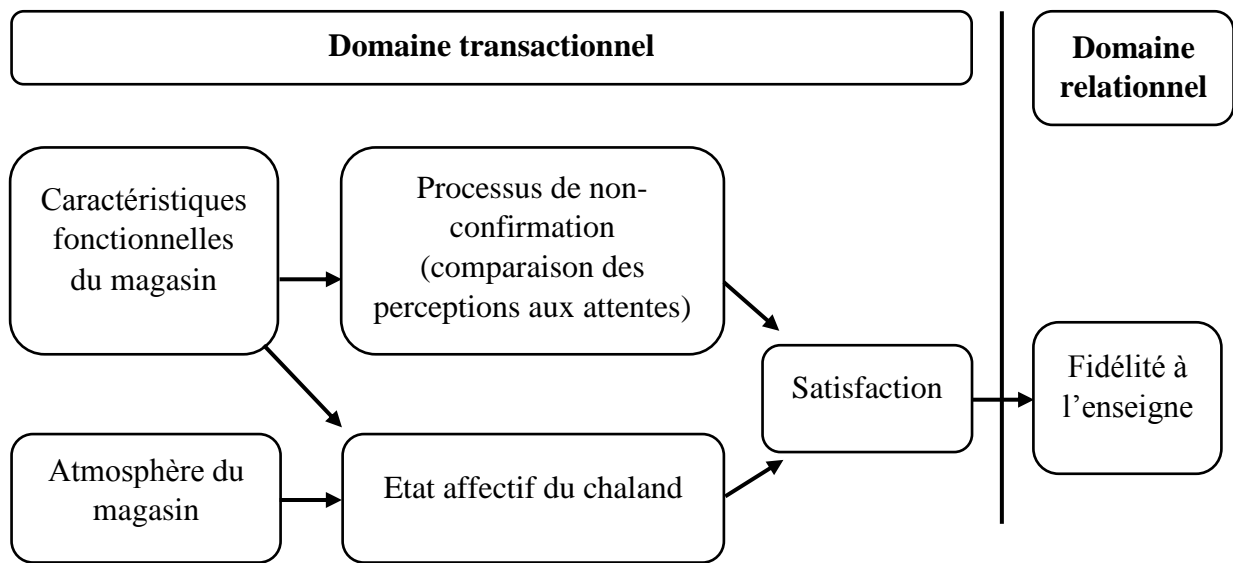 Domaine transactionnel
Domaine
relationnel
Caractéristiques
fonctionnelles
du magasin
Processus de non-
confirmation
(comparaison des
perceptions aux attentes)
Satisfaction
Fidélité à
l’enseigne
Atmosphère du
magasin
Etat affectif du chaland